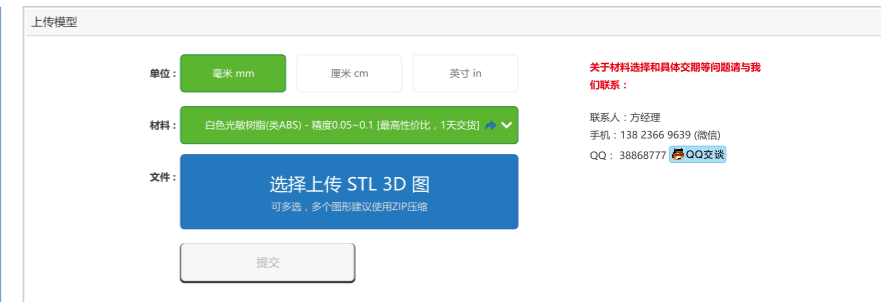 上传模型
单位：
毫米 mm
厘米 cm
英寸 in
材料：
白色光敏树脂(类ABS) - 精度0.05~0.1 [最高性价比，1天交货]
文件：
选择上传 STL 3D 图
可多选，多个图形建议使用ZIP压缩
提交
关于材料选择和具体交期等问题请与我
们联系：
联系人：方经理
手机：138 2366 9639 (微信)
QQ： 38868777 QQ交谈